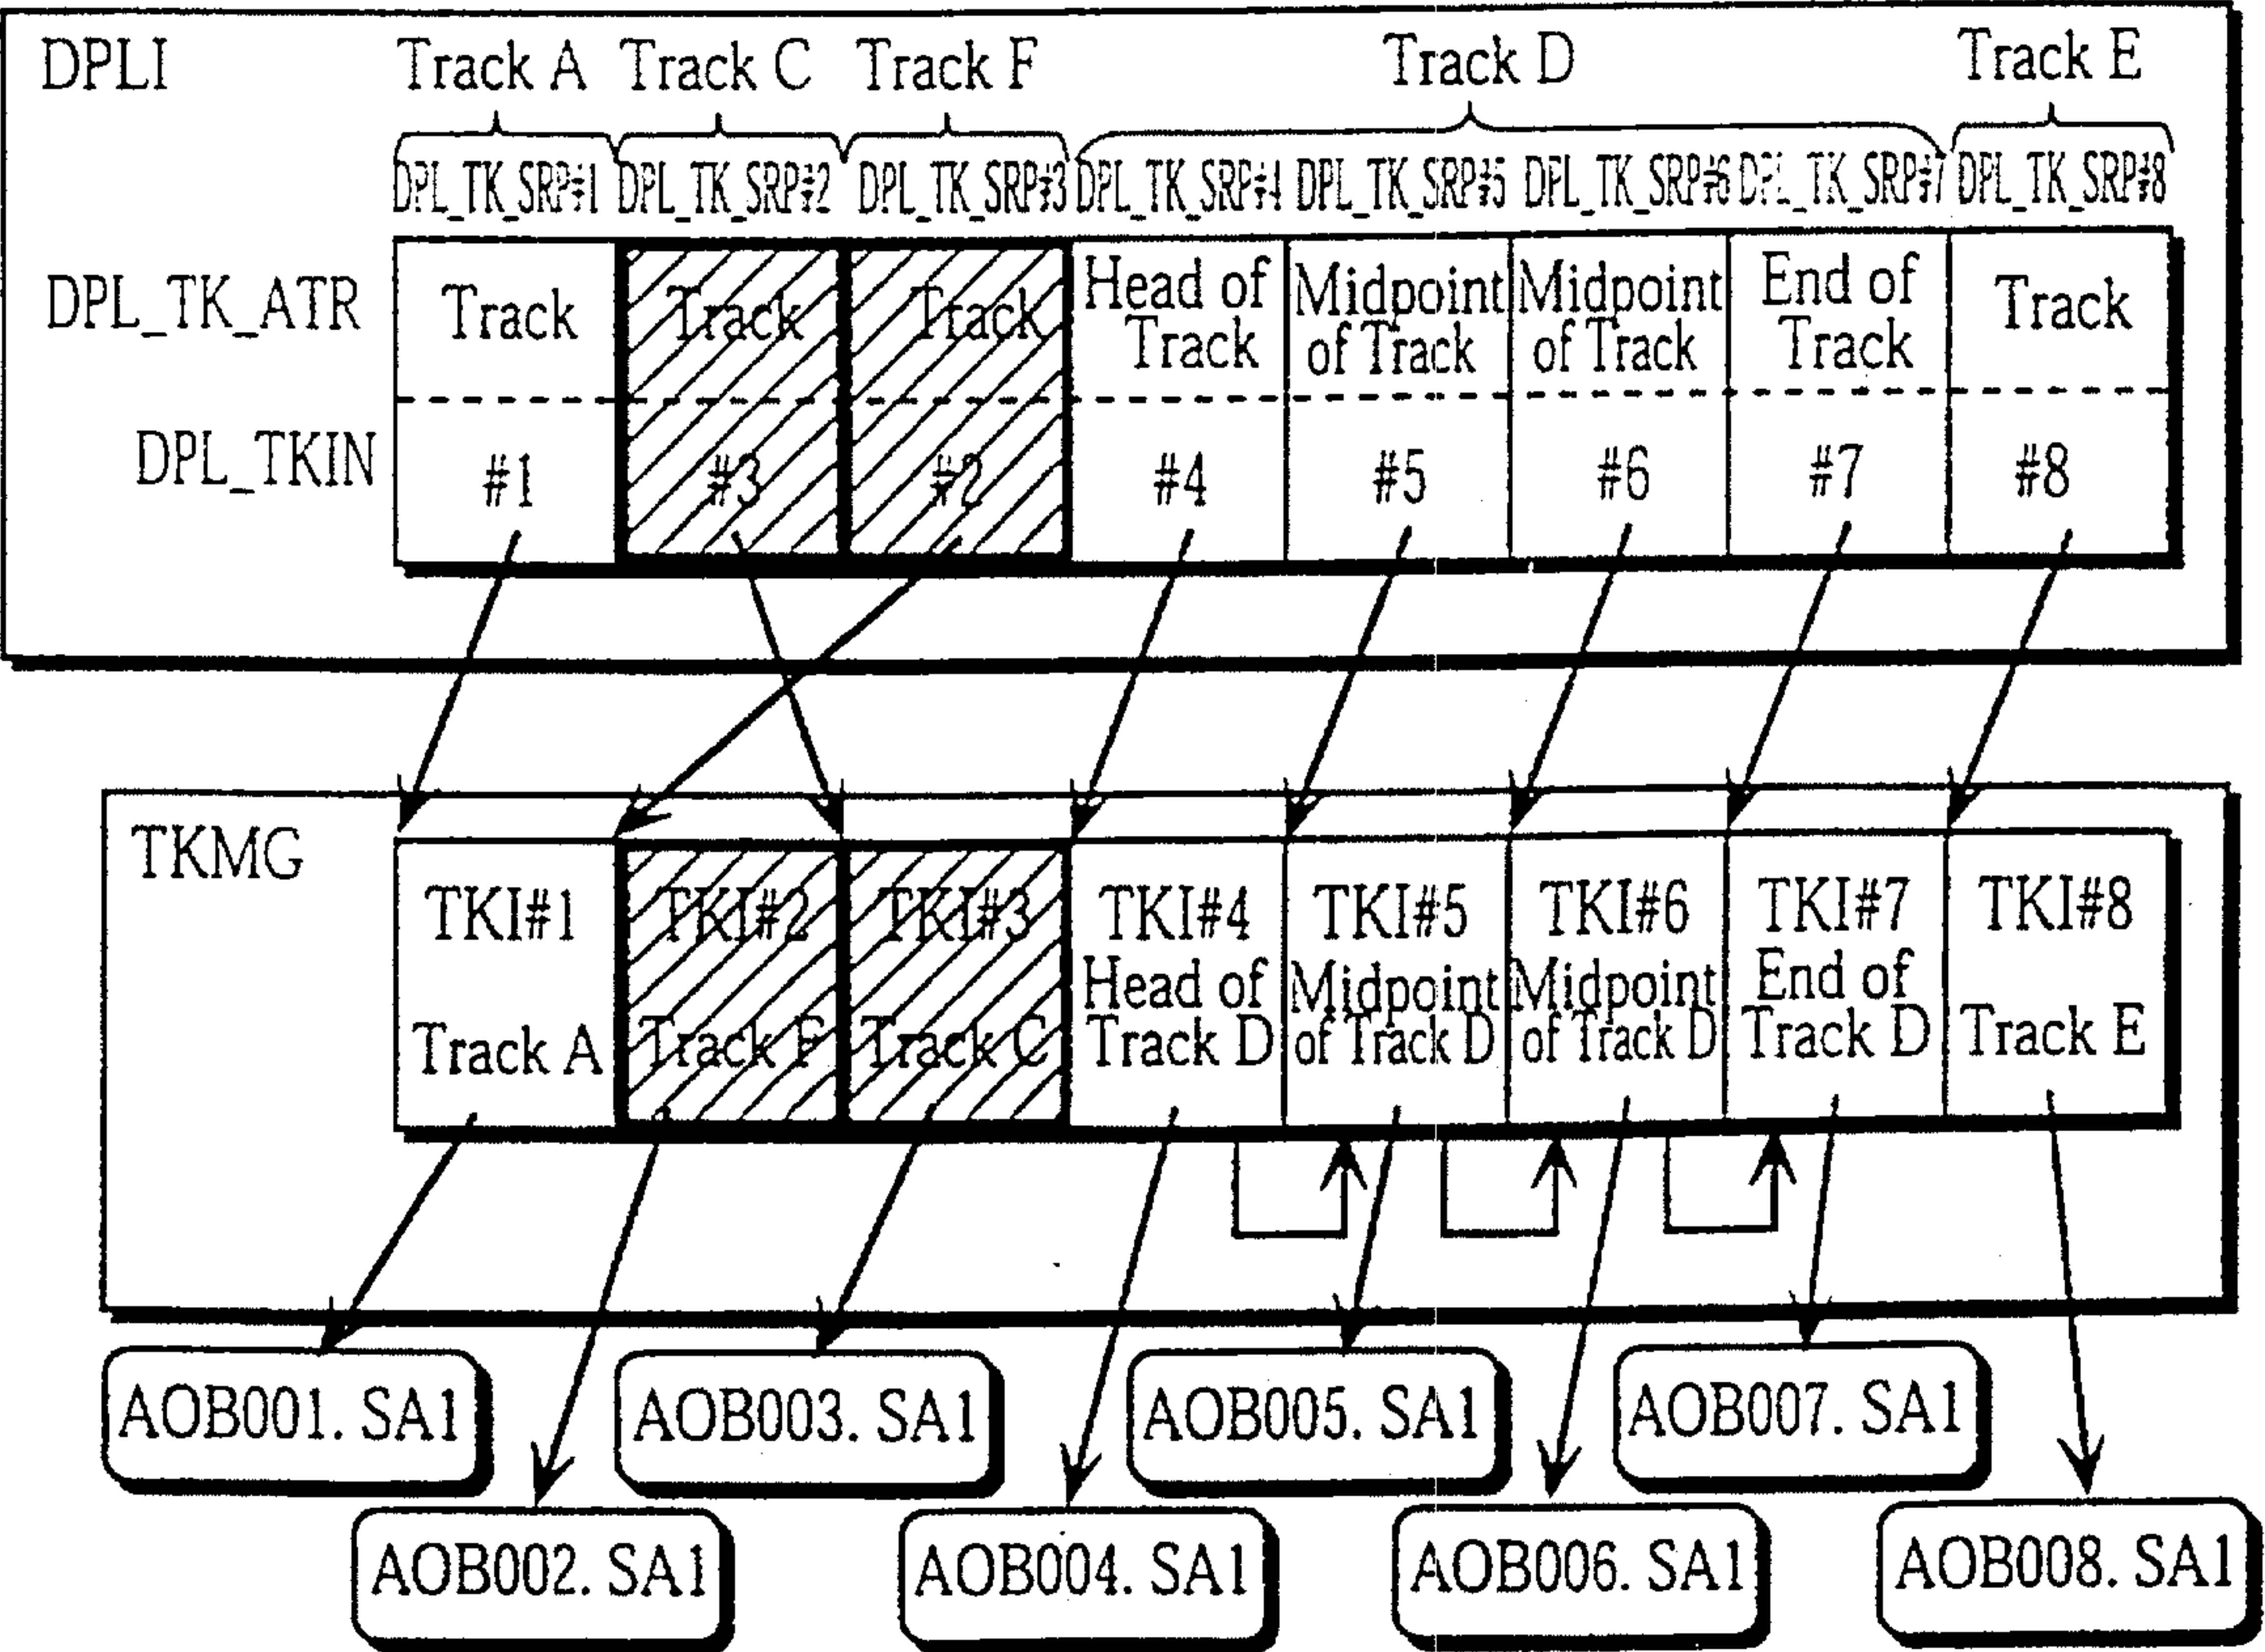 DPLI Track A Track C Track F Track D Track E
DPL_TK_SRP#1 DPL_TK_SRP#2 DPL_TK_SRP#3 DPL_TK_SRP#4 DPL_TK_SRP#5 DPL_TK_SRP#6 DPL_TK_SRP#7 DPL_TK_SRP#8
DPL_TK_ATR Track Track Track Head of Track Midpoint of Track Midpoint of Track End of Track Track
DPL_TKIN #1 #3 #2 #4 #5 #6 #7 #8
TKMG
TKI#1 TKI#2 TKI#3 TKI#4 TKI#5 TKI#6 TKI#7 TKI#8
Track A Track F Track C Head of Track D Midpoint of Track D Midpoint of Track D End of Track D Track E
AOB001. SA1 AOB003. SA1 AOB005. SA1 AOB007. SA1
AOB002. SA1 AOB004. SA1 AOB006. SA1 AOB008. SA1